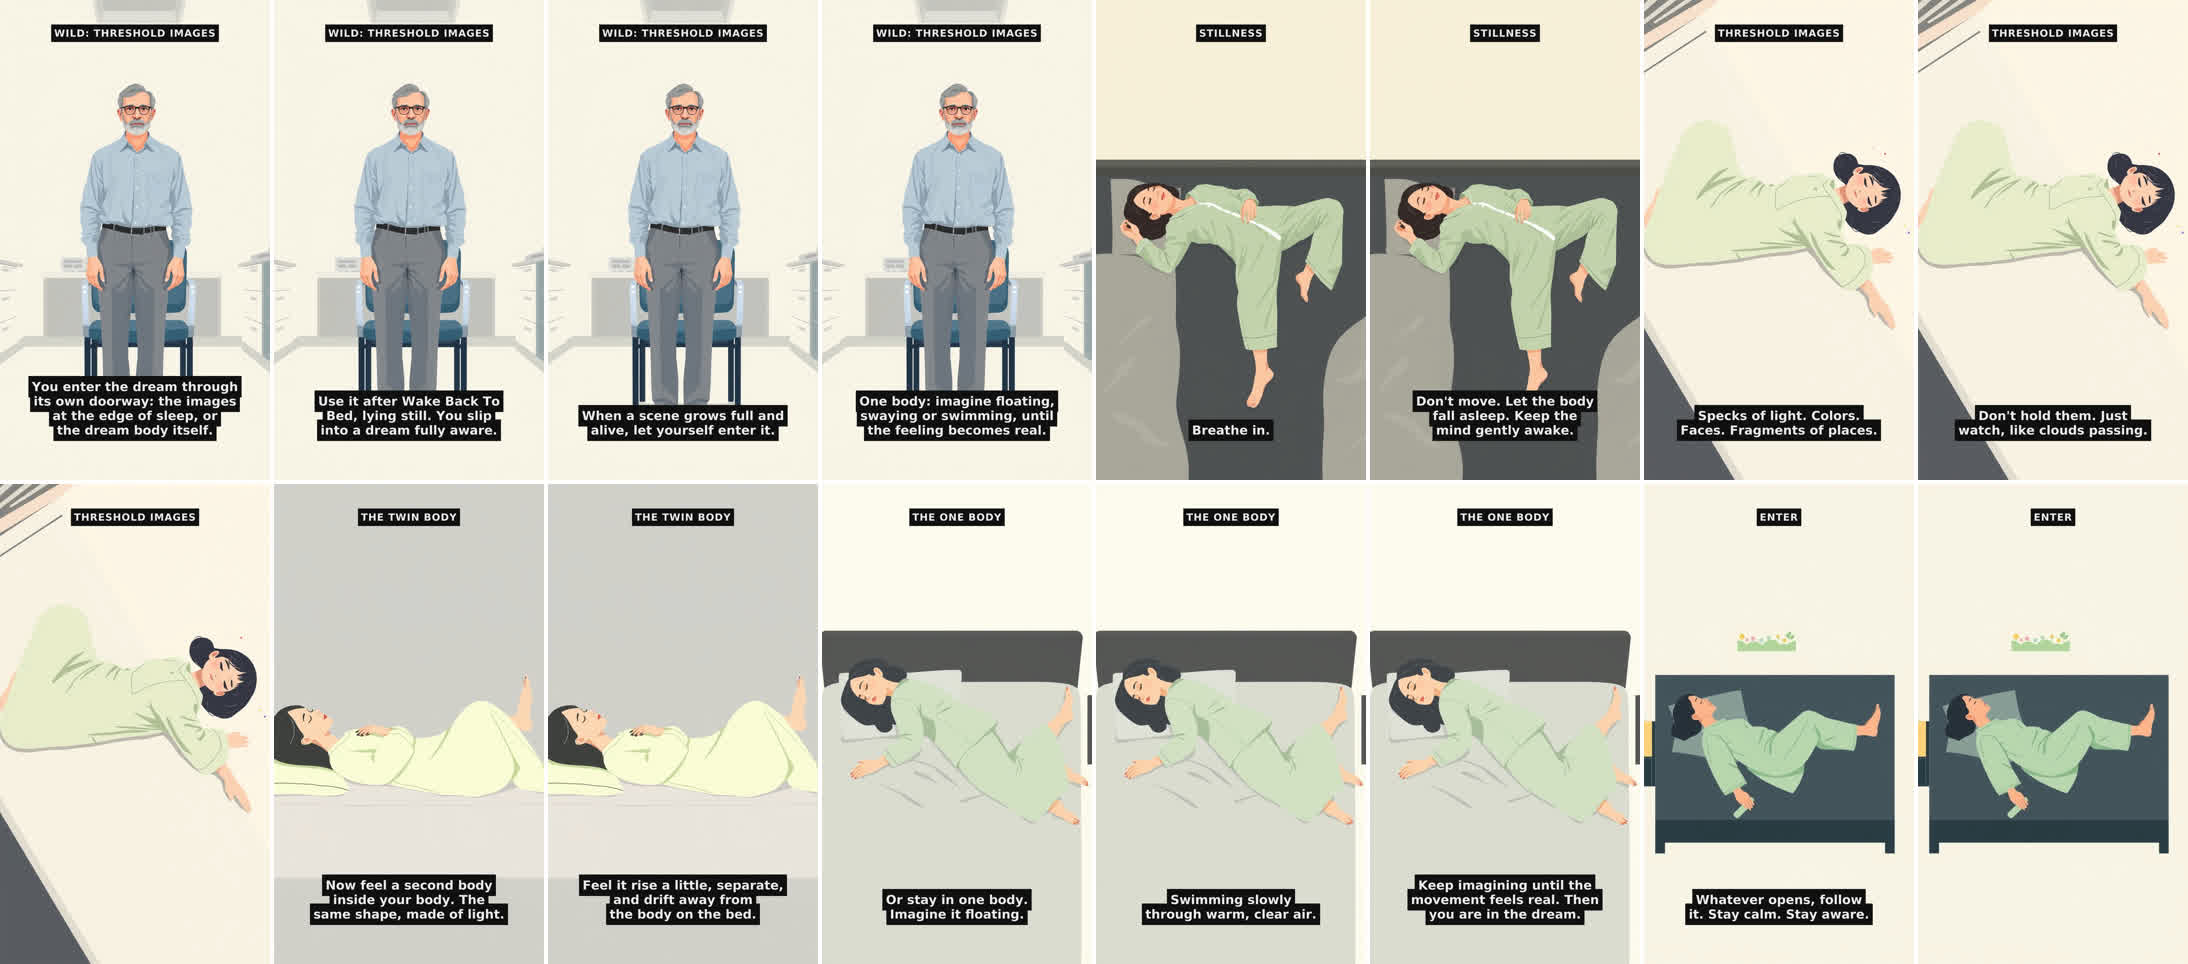 WILD: THRESHOLD IMAGES
You enter the dream through
its own doorway: the images
at the edge of sleep, or
the dream body itself.
WILD: THRESHOLD IMAGES
Use it after Wake Back To
Bed, lying still. You slip
into a dream fully aware.
WILD: THRESHOLD IMAGES
When a scene grows full and
alive, let yourself enter it.
WILD: THRESHOLD IMAGES
One body: imagine floating,
swaying or swimming, until
the feeling becomes real.
STILLNESS
Breathe in.
STILLNESS
Don't move. Let the body
fall asleep. Keep the
mind gently awake.
THRESHOLD IMAGES
Specks of light. Colors.
Faces. Fragments of places.
THRESHOLD IMAGES
Don't hold them. Just
watch, like clouds passing.
THRESHOLD IMAGES
THE TWIN BODY
Now feel a second body
inside your body. The
same shape, made of light.
THE TWIN BODY
Feel it rise a little, separate,
and drift away from
the body on the bed.
THE ONE BODY
Or stay in one body.
Imagine it floating.
THE ONE BODY
Swimming slowly
through warm, clear air.
THE ONE BODY
Keep imagining until the
movement feels real. Then
you are in the dream.
ENTER
Whatever opens, follow
it. Stay calm. Stay aware.
ENTER